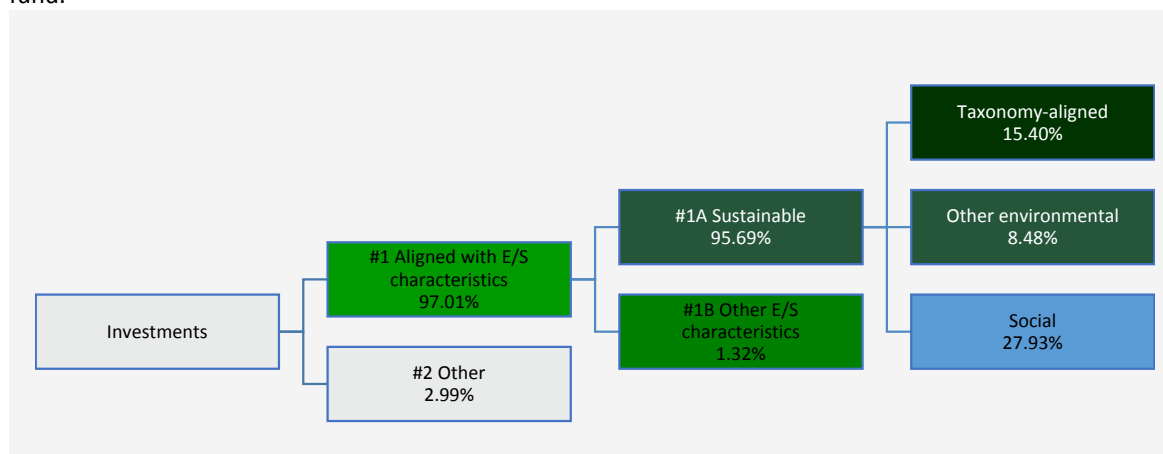 fund.
Taxonomy-aligned
15.40%
#1A Sustainable
95.69%
Other environmental
8.48%
#1 Aligned with E/S
characteristics
97.01%
#1B Other E/S
characteristics
1.32%
Social
27.93%
Investments
#2 Other
2.99%